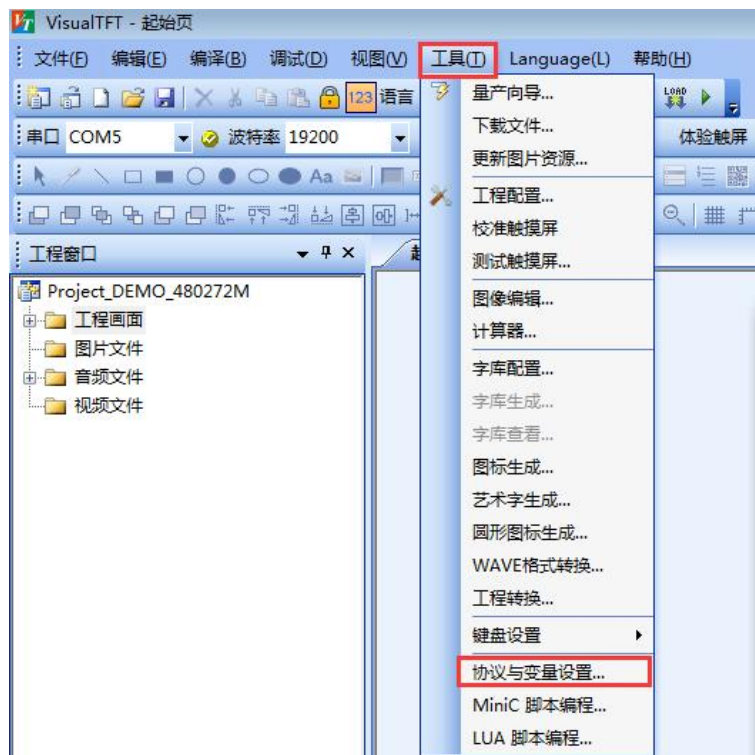 VisualTFT - 起始页
文件(F) 编辑(E) 编译(B) 调试(D) 视图(V) 工具(T) Language(L) 帮助(H)
123 语言 LOAD
串口 COM5 波特率 19200 体验触屏
Aa
工程窗口
Project_DEMO_480272M
工程画面
图片文件
音频文件
视频文件
量产向导...
下载文件...
更新图片资源...
工程配置...
校准触摸屏
测试触摸屏...
图像编辑...
计算器...
字库配置...
字库生成...
字库查看...
图标生成...
艺术字生成...
圆形图标生成...
WAVE格式转换...
工程转换...
键盘设置
协议与变量设置...
MiniC 脚本编程...
LUA 脚本编程...